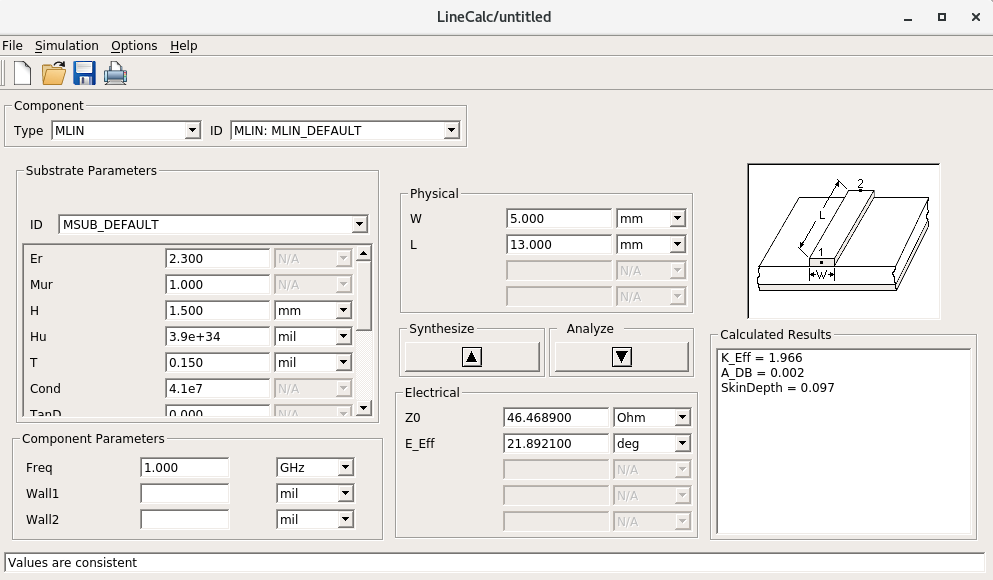 LineCalc/untitled
File Simulation Options Help
Component
Type MLIN ID MLIN: MLIN_DEFAULT
Substrate Parameters
ID MSUB_DEFAULT
Er 2.300 N/A
Mur 1.000 N/A
H 1.500 mm
Hu 3.9e+34 mil
T 0.150 mil
Cond 4.1e7 N/A
TanD 0.000 N/A
Component Parameters
Freq 1.000 GHz
Wall1 mil
Wall2 mil
Physical
W 5.000 mm
L 13.000 mm
N/A
N/A
Synthesize Analyze
Electrical
Z0 46.468900 Ohm
E_Eff 21.892100 deg
N/A
N/A
N/A
2
L
1
W
Calculated Results
K_Eff = 1.966
A_DB = 0.002
SkinDepth = 0.097
Values are consistent